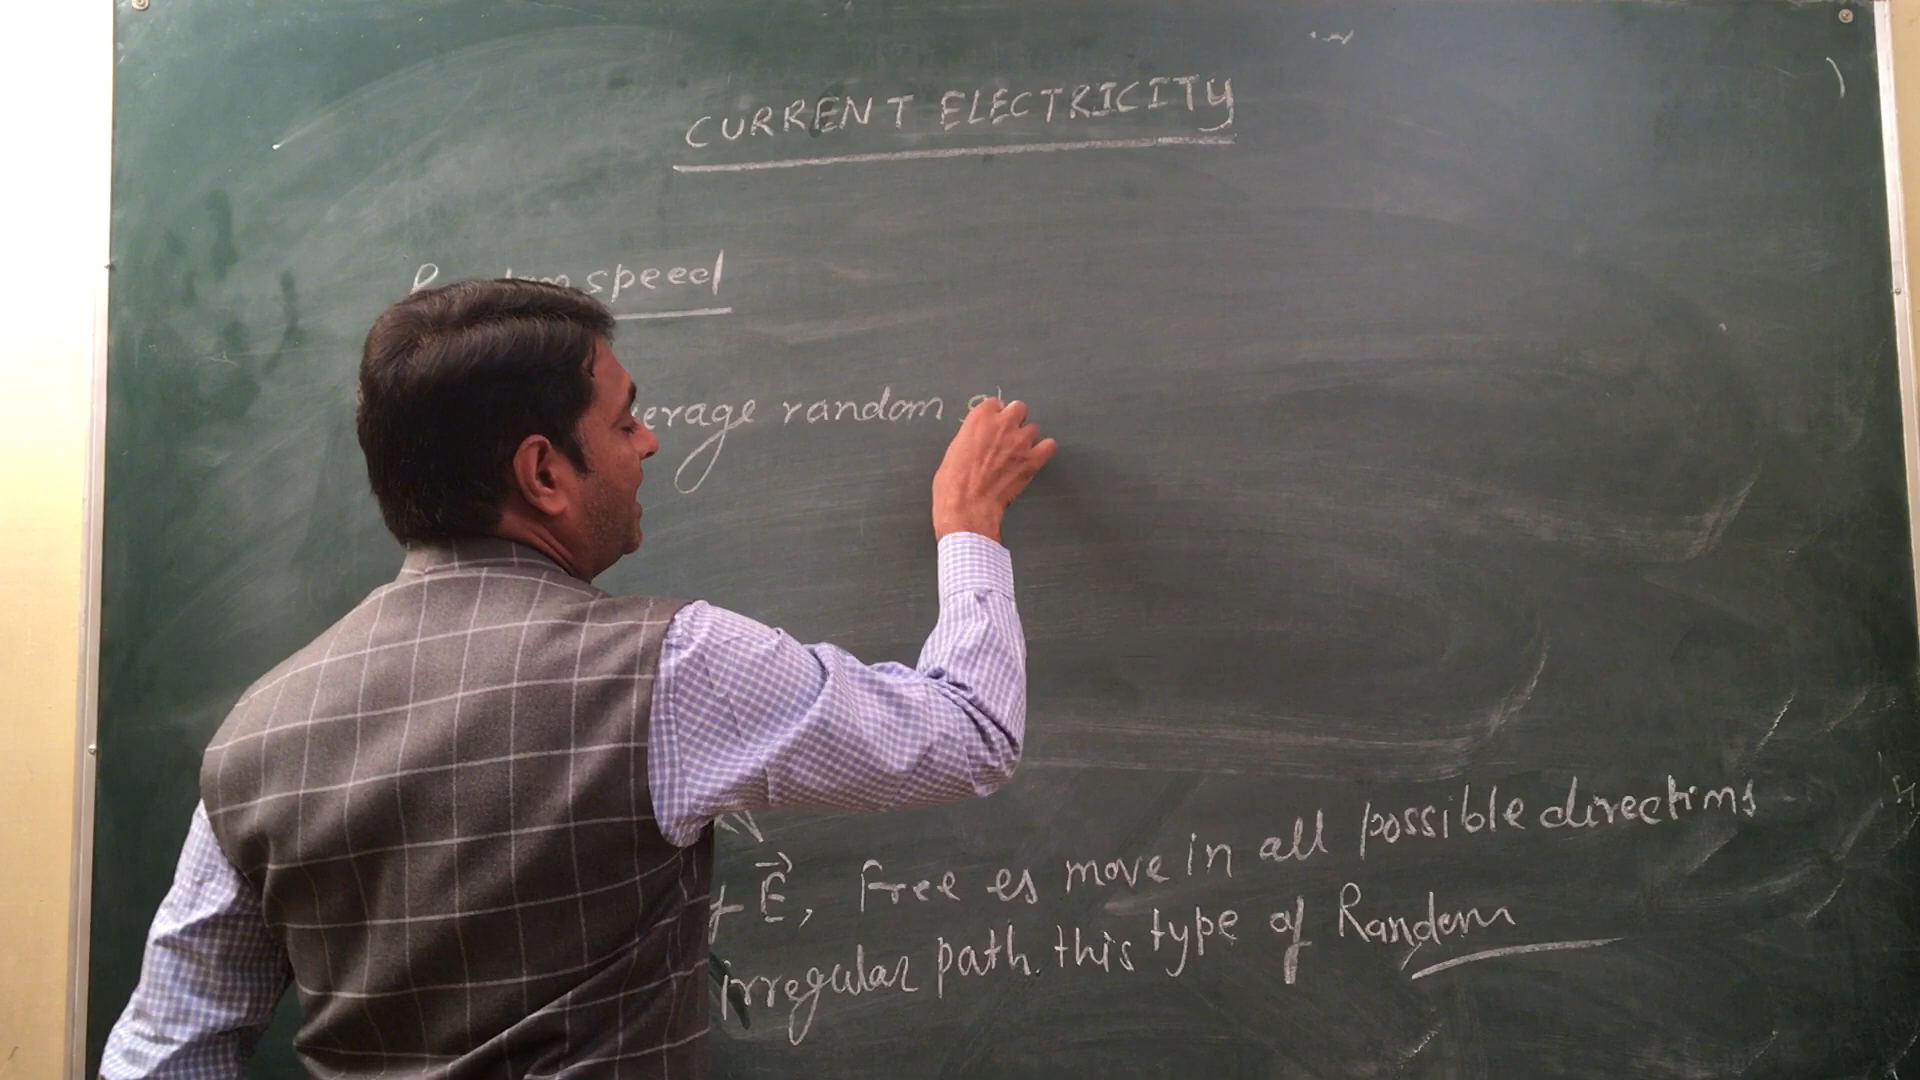 CURRENT ELECTRICITY
speed
erage random
E, Free es move in all possible directions
irregular path. this type of Random